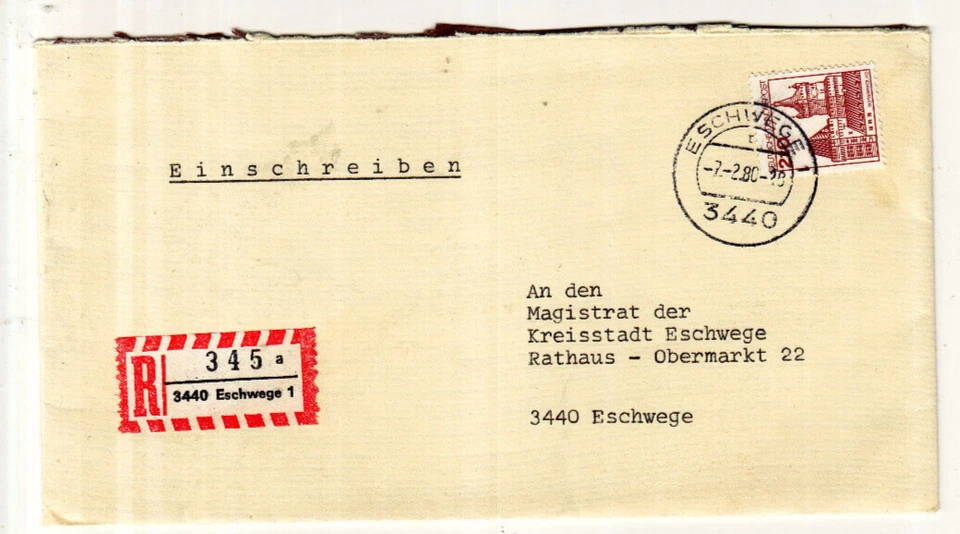 Einschreiben
ESCHWEGE 1
c
-7.-2.80-
3440
210
An den
Magistrat der
Kreisstadt Eschwege
Rathaus - Obermarkt 22
3440 Eschwege
R
345 a
3440 Eschwege 1